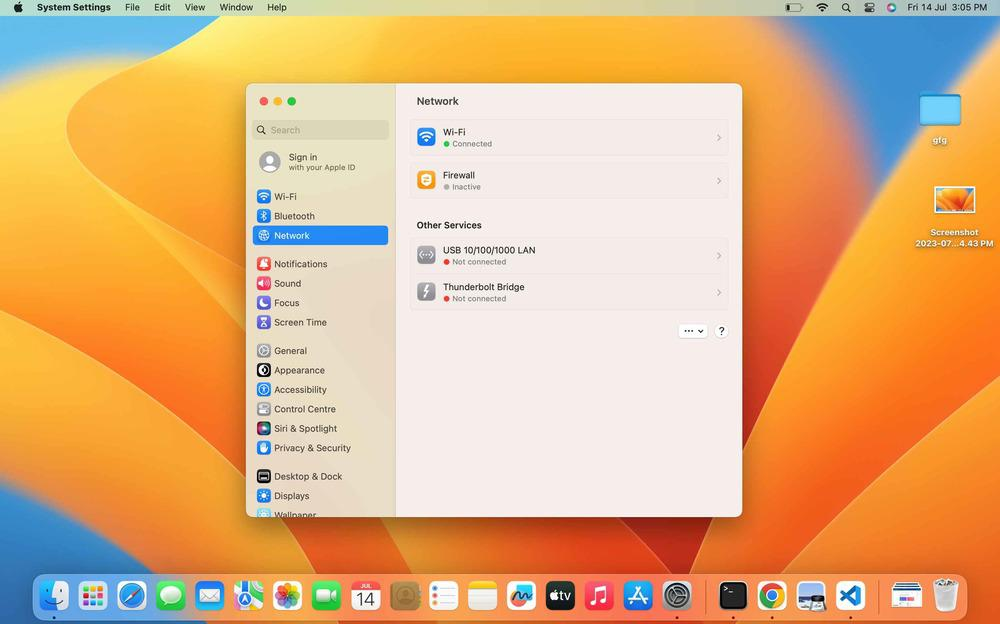 System Settings File Edit View Window Help
Fri 14 Jul 3:05 PM
Search
Sign in
with your Apple ID
Wi-Fi
Bluetooth
Network
Notifications
Sound
Focus
Screen Time
General
Appearance
Accessibility
Control Centre
Siri & Spotlight
Privacy & Security
Desktop & Dock
Displays
Wallpaper
Network
Wi-Fi
Connected
Firewall
Inactive
Other Services
USB 10/100/1000 LAN
Not connected
Thunderbolt Bridge
Not connected
?
gfg
Screenshot
2023-07...4.43 PM
JUL
14
tv